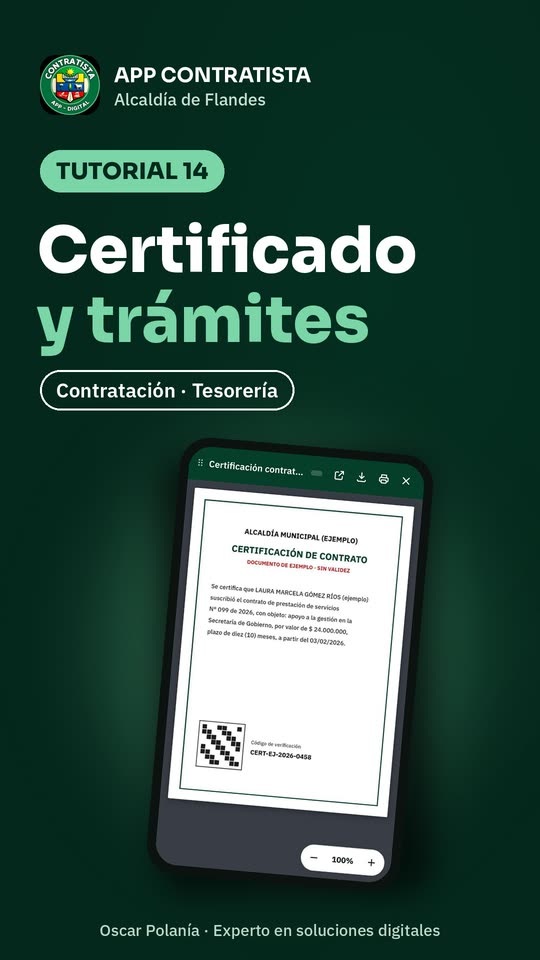 CONTRATISTA
APP - DIGITAL
APP CONTRATISTA
Alcaldía de Flandes
TUTORIAL 14
Certificado
y trámites
Contratación · Tesorería
Certificación contrat...
ALCALDÍA MUNICIPAL (EJEMPLO)
CERTIFICACIÓN DE CONTRATO
DOCUMENTO DE EJEMPLO · SIN VALIDEZ
Se certifica que LAURA MARCELA GÓMEZ RÍOS (ejemplo)
suscribió el contrato de prestación de servicios
Nº 099 de 2026, con objeto: apoyo a la gestión en la
Secretaría de Gobierno, por valor de $ 24.000.000,
plazo de diez (10) meses, a partir del 03/02/2026.
Código de verificación
CERT-EJ-2026-0458
− 100% +
Oscar Polanía · Experto en soluciones digitales